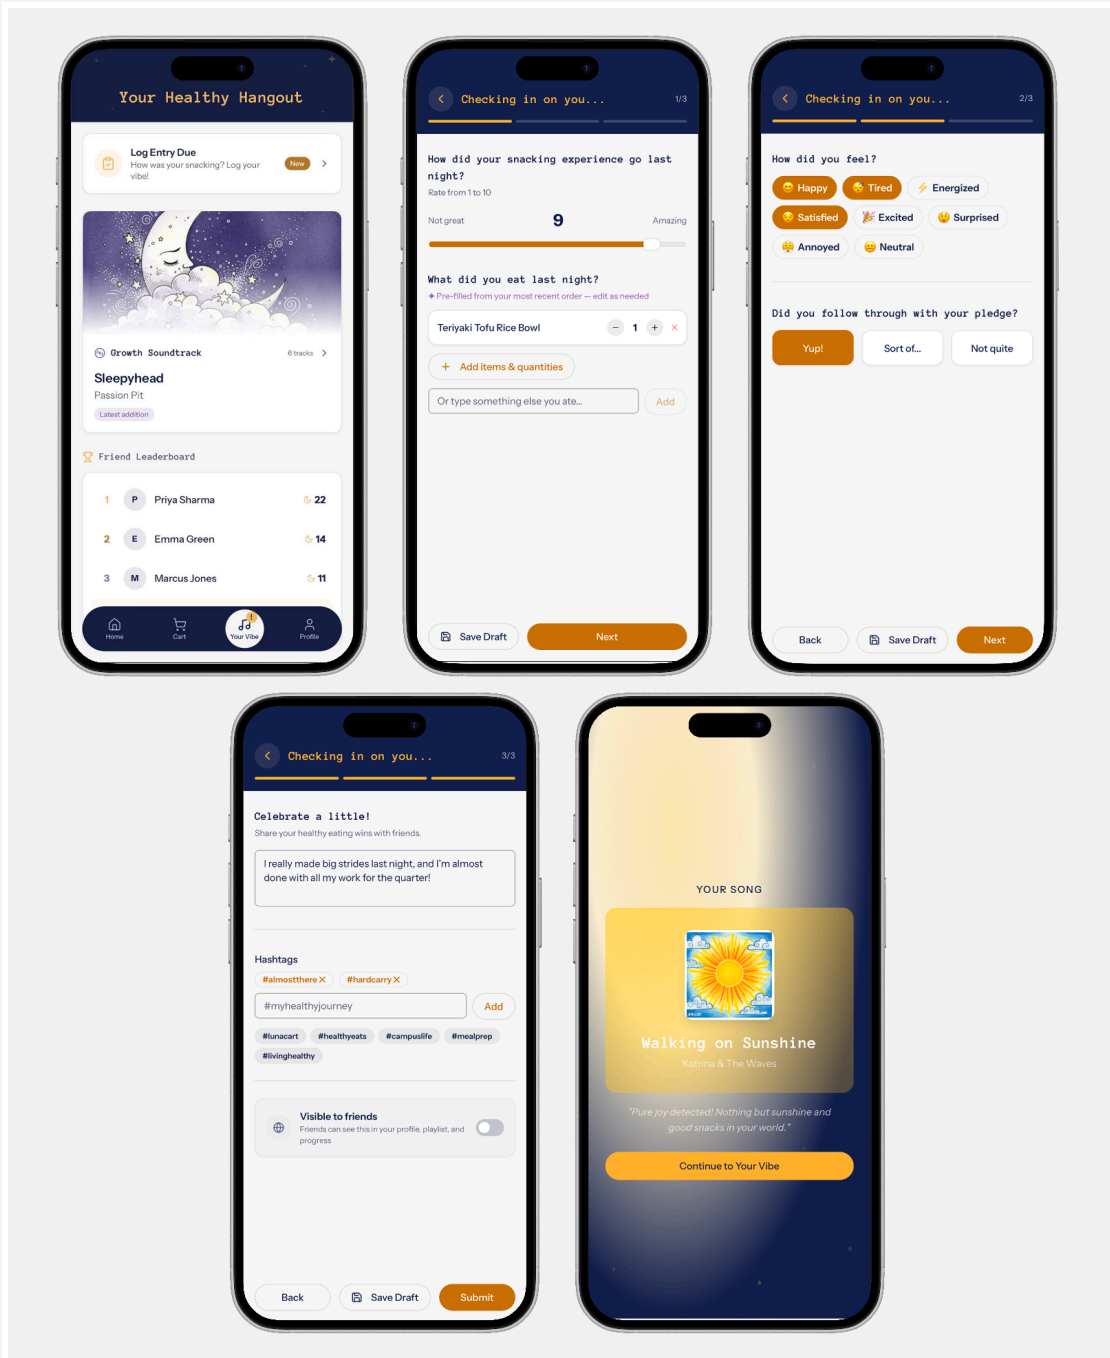 Your Healthy Hangout
Log Entry Due
How was your snacking? Log your
vibe!
Now
Growth Soundtrack
6 tracks
Sleepyhead
Passion Pit
Latest addition
Friend Leaderboard
1 P Priya Sharma 22
2 E Emma Green 14
3 M Marcus Jones 11
1
Home Cart Your Vibe Profile
Checking in on you... 1/3
How did your snacking experience go last
night?
Rate from 1 to 10
Not great 9 Amazing
What did you eat last night?
Pre-filled from your most recent order — edit as needed
Teriyaki Tofu Rice Bowl − 1 + ×
+ Add items & quantities
Or type something else you ate... Add
Save Draft Next
Checking in on you... 2/3
How did you feel?
Happy Tired Energized
Satisfied Excited Surprised
Annoyed Neutral
Did you follow through with your pledge?
Yup! Sort of... Not quite
Back Save Draft Next
Checking in on you... 3/3
Celebrate a little!
Share your healthy eating wins with friends.
I really made big strides last night, and I'm almost
done with all my work for the quarter!
Hashtags
#almostthere × #hardcarry ×
#myhealthyjourney Add
#lunacart #healthyeats #campuslife #mealprep
#livinghealthy
Visible to friends
Friends can see this in your profile, playlist, and
progress
Back Save Draft Submit
YOUR SONG
Walking on Sunshine
Katrina & The Waves
"Pure joy detected! Nothing but sunshine and
good snacks in your world."
Continue to Your Vibe